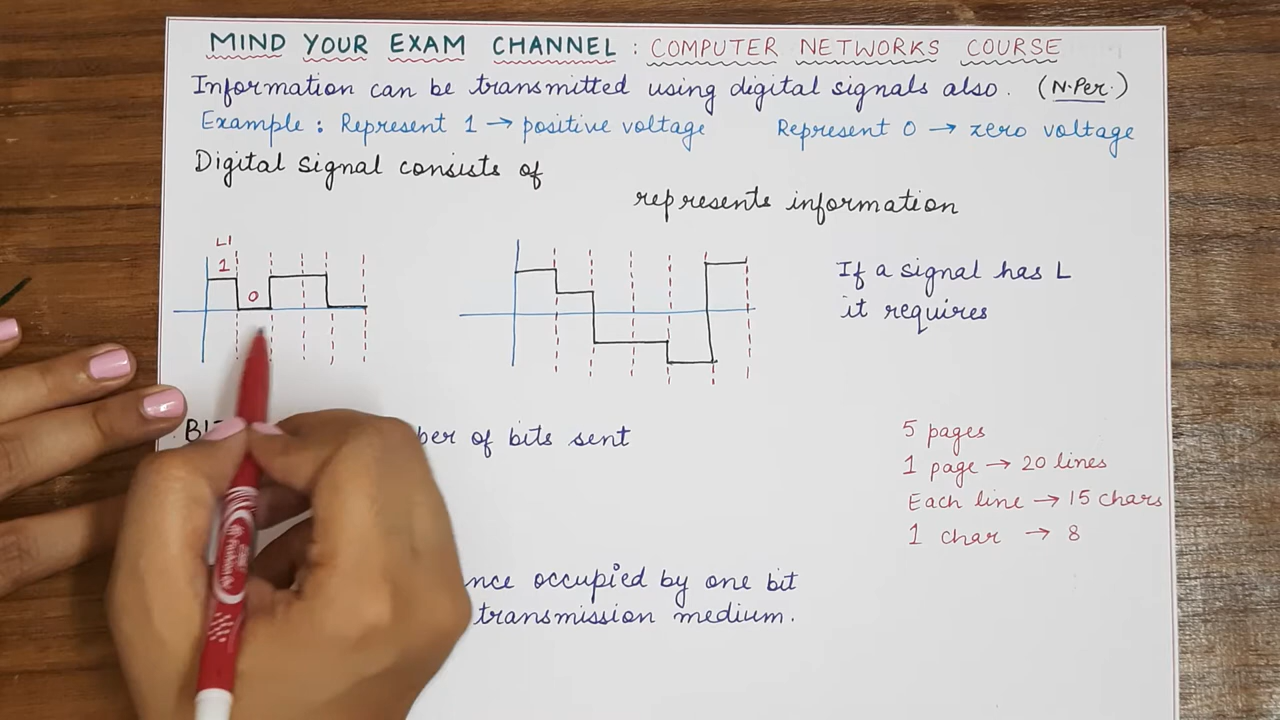 MIND YOUR EXAM CHANNEL : COMPUTER NETWORKS COURSE
Information can be transmitted using digital signals also. (N.Per.)
Example : Represent 1 → positive voltage Represent 0 → zero voltage
Digital signal consists of
represents information
L1
1
0
If a signal has L
it requires
ber of bits sent
5 pages
1 page → 20 lines
Each line → 15 chars
1 char → 8
nce occupied by one bit
transmission medium.